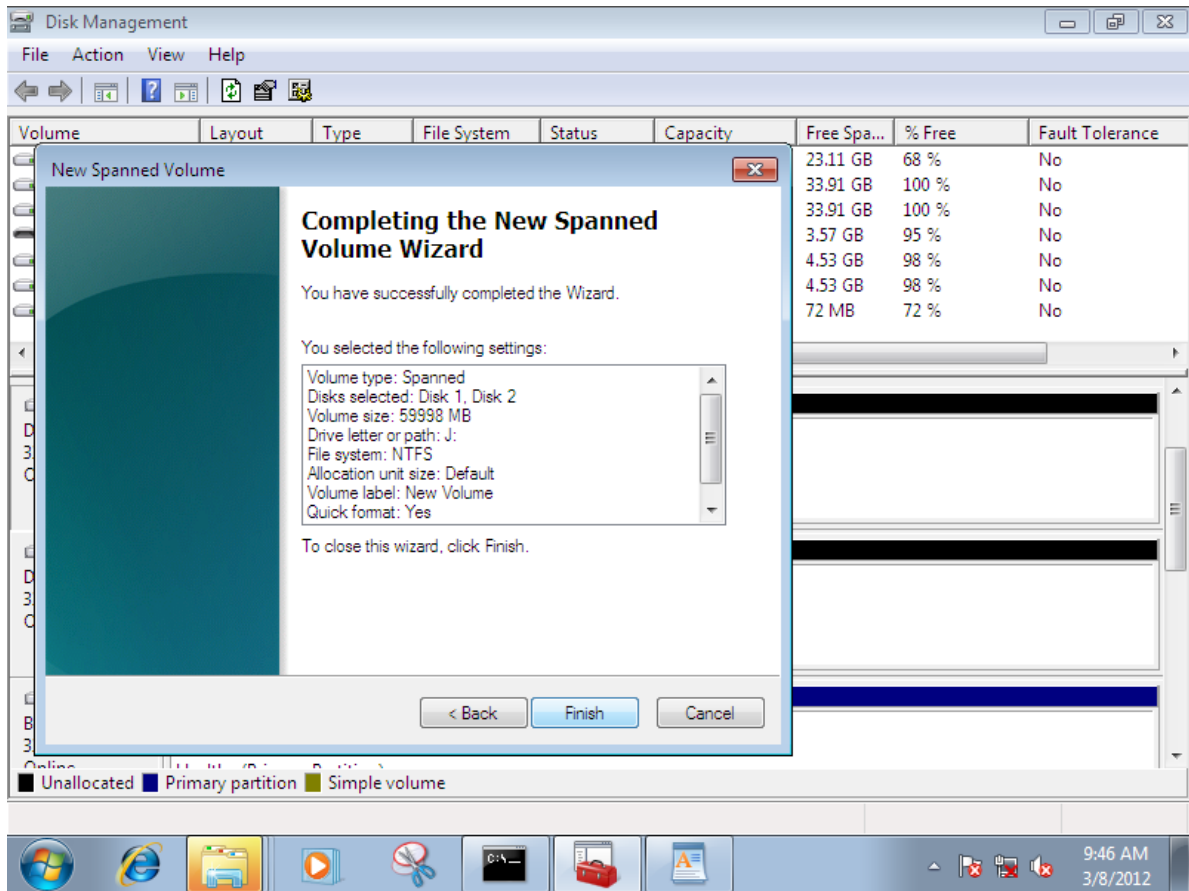 Disk Management
File Action View Help
Volume Layout Type File System Status Capacity Free Spa... % Free Fault Tolerance
23.11 GB 68 % No
33.91 GB 100 % No
33.91 GB 100 % No
3.57 GB 95 % No
4.53 GB 98 % No
4.53 GB 98 % No
72 MB 72 % No
New Spanned Volume
Completing the New Spanned
Volume Wizard
You have successfully completed the Wizard.
You selected the following settings:
Volume type: Spanned
Disks selected: Disk 1, Disk 2
Volume size: 59998 MB
Drive letter or path: J:
File system: NTFS
Allocation unit size: Default
Volume label: New Volume
Quick format: Yes
To close this wizard, click Finish.
< Back Finish Cancel
Unallocated Primary partition Simple volume
C:\
9:46 AM
3/8/2012